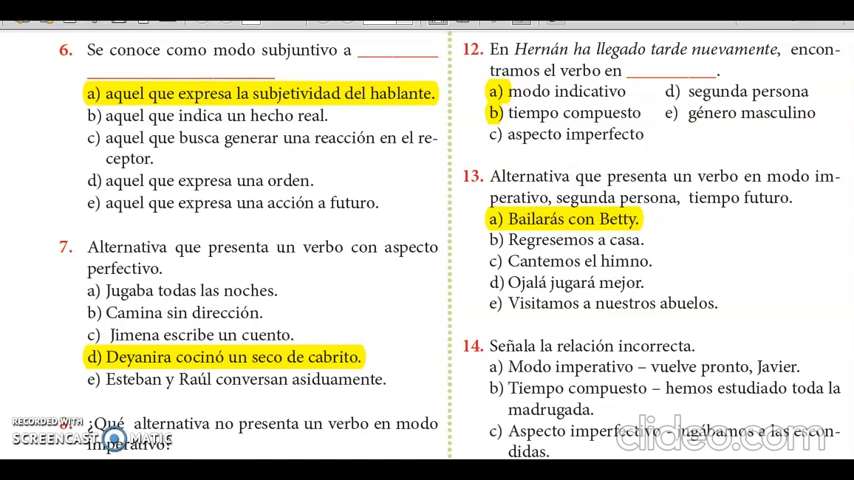 6. Se conoce como modo subjuntivo a __________
____________________
a) aquel que expresa la subjetividad del hablante.
b) aquel que indica un hecho real.
c) aquel que busca generar una reacción en el re-
ceptor.
d) aquel que expresa una orden.
e) aquel que expresa una acción a futuro.
7. Alternativa que presenta un verbo con aspecto
perfectivo.
a) Jugaba todas las noches.
b) Camina sin dirección.
c) Jimena escribe un cuento.
d) Deyanira cocinó un seco de cabrito.
e) Esteban y Raúl conversan asiduamente.
¿Qué alternativa no presenta un verbo en modo
imperativo?
RECORDED WITH
SCREENCAST MATIC
12. En Hernán ha llegado tarde nuevamente, encon-
tramos el verbo en __________.
a) modo indicativo d) segunda persona
b) tiempo compuesto e) género masculino
c) aspecto imperfecto
13. Alternativa que presenta un verbo en modo im-
perativo, segunda persona, tiempo futuro.
a) Bailarás con Betty.
b) Regresemos a casa.
c) Cantemos el himno.
d) Ojalá jugará mejor.
e) Visitamos a nuestros abuelos.
14. Señala la relación incorrecta.
a) Modo imperativo – vuelve pronto, Javier.
b) Tiempo compuesto – hemos estudiado toda la
madrugada.
c) Aspecto imperfectivo - jugábamos a las escon-
didas.
clideo.com